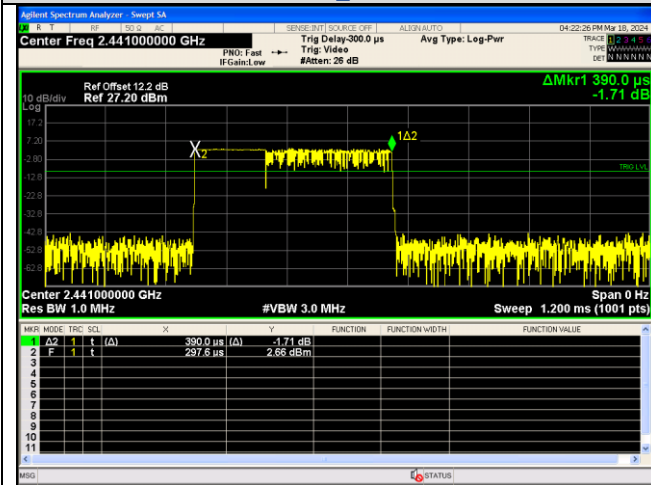 Agilent Spectrum Analyzer - Swept SA
R T RF 50 Ω AC SENSE:INT SOURCE OFF ALIGN AUTO 04:22:26 PM Mar 18, 2024
Center Freq 2.441000000 GHz Trig Delay-300.0 µs Avg Type: Log-Pwr TRACE 1 2 3 4 5
PNO: Fast Trig: Video TYPE
IFGain:Low #Atten: 26 dB DET N N N N N
ΔMkr1 390.0 µs
Ref Offset 12.2 dB
10 dB/div Ref 27.20 dBm -1.71 dB
Log
17.2
1Δ2
7.20
2
-2.80
TRIG LVL
-12.8
-22.8
-32.8
-42.8
-52.8
-62.8
Center 2.441000000 GHz Span 0 Hz
Res BW 1.0 MHz #VBW 3.0 MHz Sweep 1.200 ms (1001 pts)
MKR MODE TRC SCL X Y FUNCTION FUNCTION WIDTH FUNCTION VALUE
1 Δ2 1 t (Δ) 390.0 µs (Δ) -1.71 dB
2 F 1 t 297.6 µs 2.66 dBm
3
4
5
6
7
8
9
10
11
MSG STATUS